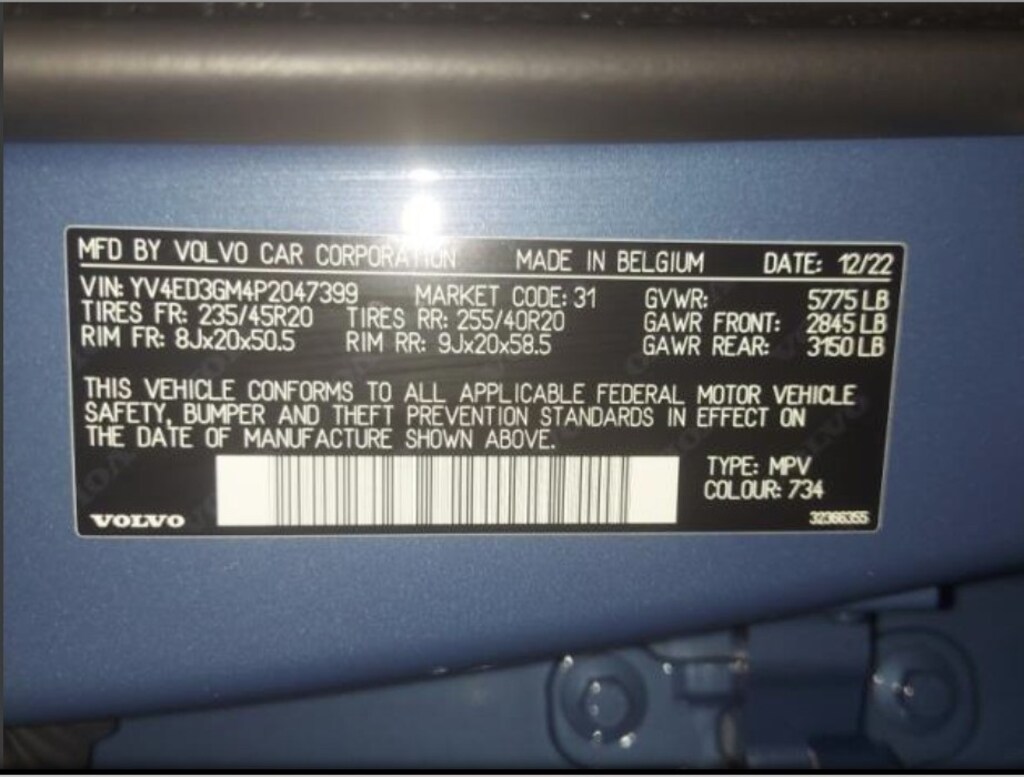 MFD BY VOLVO CAR CORPORATION MADE IN BELGIUM DATE: 12/22
VIN: YV4ED3GM4P2047399 MARKET CODE: 31 GVWR: 5775 LB
TIRES FR: 235/45R20 TIRES RR: 255/40R20 GAWR FRONT: 2845 LB
RIM FR: 8Jx20x50.5 RIM RR: 9Jx20x58.5 GAWR REAR: 3150 LB
THIS VEHICLE CONFORMS TO ALL APPLICABLE FEDERAL MOTOR VEHICLE
SAFETY, BUMPER AND THEFT PREVENTION STANDARDS IN EFFECT ON
THE DATE OF MANUFACTURE SHOWN ABOVE.
TYPE: MPV
COLOUR: 734
VOLVO 32366355